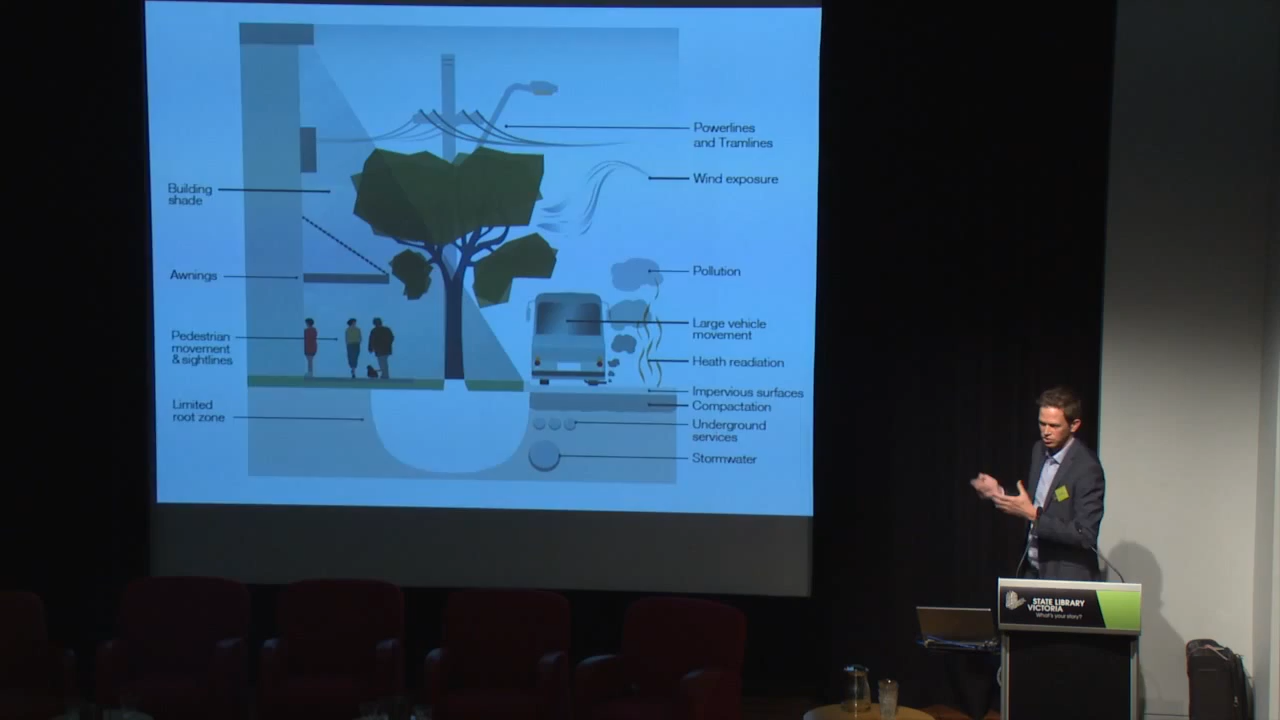 Powerlines
and Tramlines
Wind exposure
Building
shade
Pollution
Awnings
Large vehicle
movement
Pedestrian
movement
& sightlines
Heath readiation
Impervious surfaces
Compactation
Limited
root zone
Underground
services
Stormwater
STATE LIBRARY
VICTORIA
What's your story?